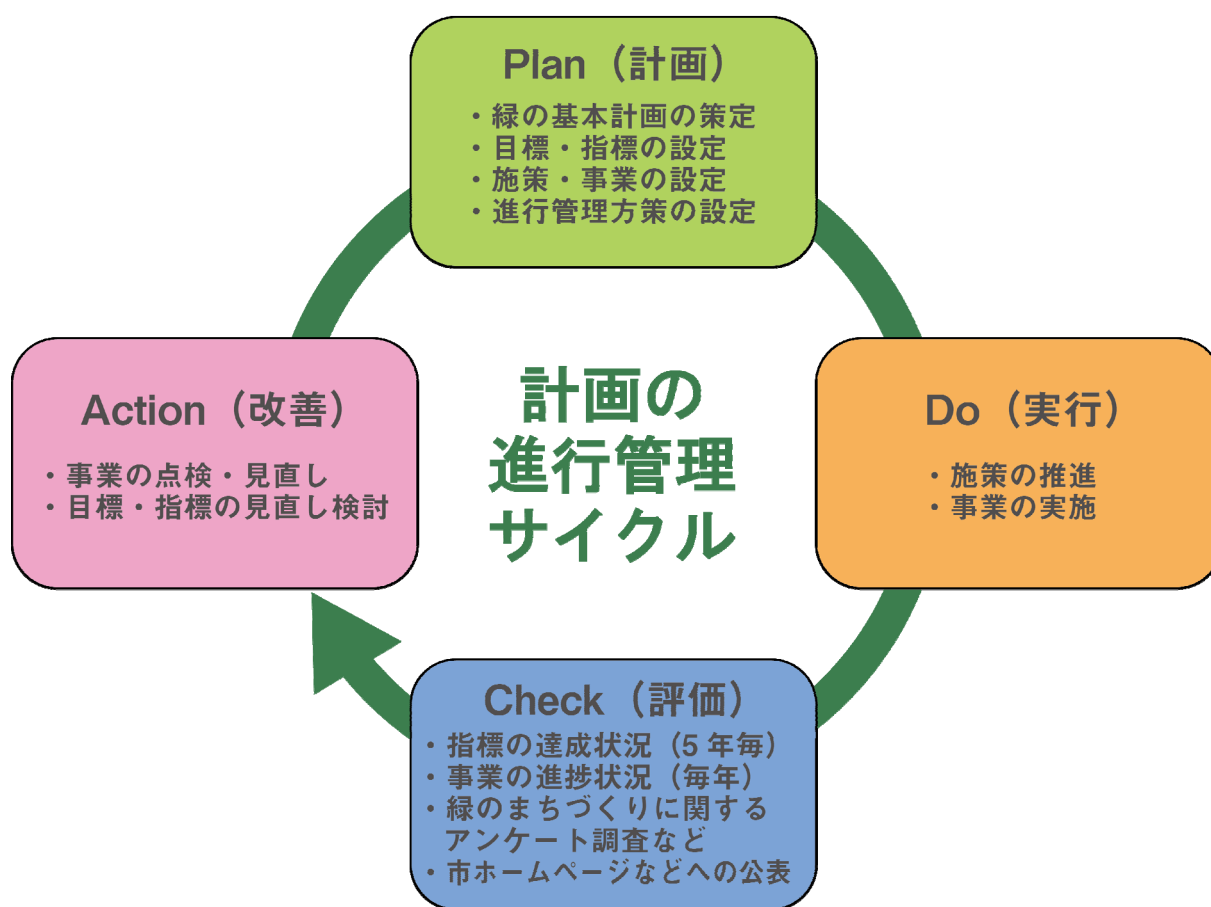 Plan（計画）
・緑の基本計画の策定
・目標・指標の設定
・施策・事業の設定
・進行管理方策の設定
Action（改善）
・事業の点検・見直し
・目標・指標の見直し検討
計画の
進行管理
サイクル
Do（実行）
・施策の推進
・事業の実施
Check（評価）
・指標の達成状況（5 年毎）
・事業の進捗状況（毎年）
・緑のまちづくりに関する
アンケート調査など
・市ホームページなどへの公表